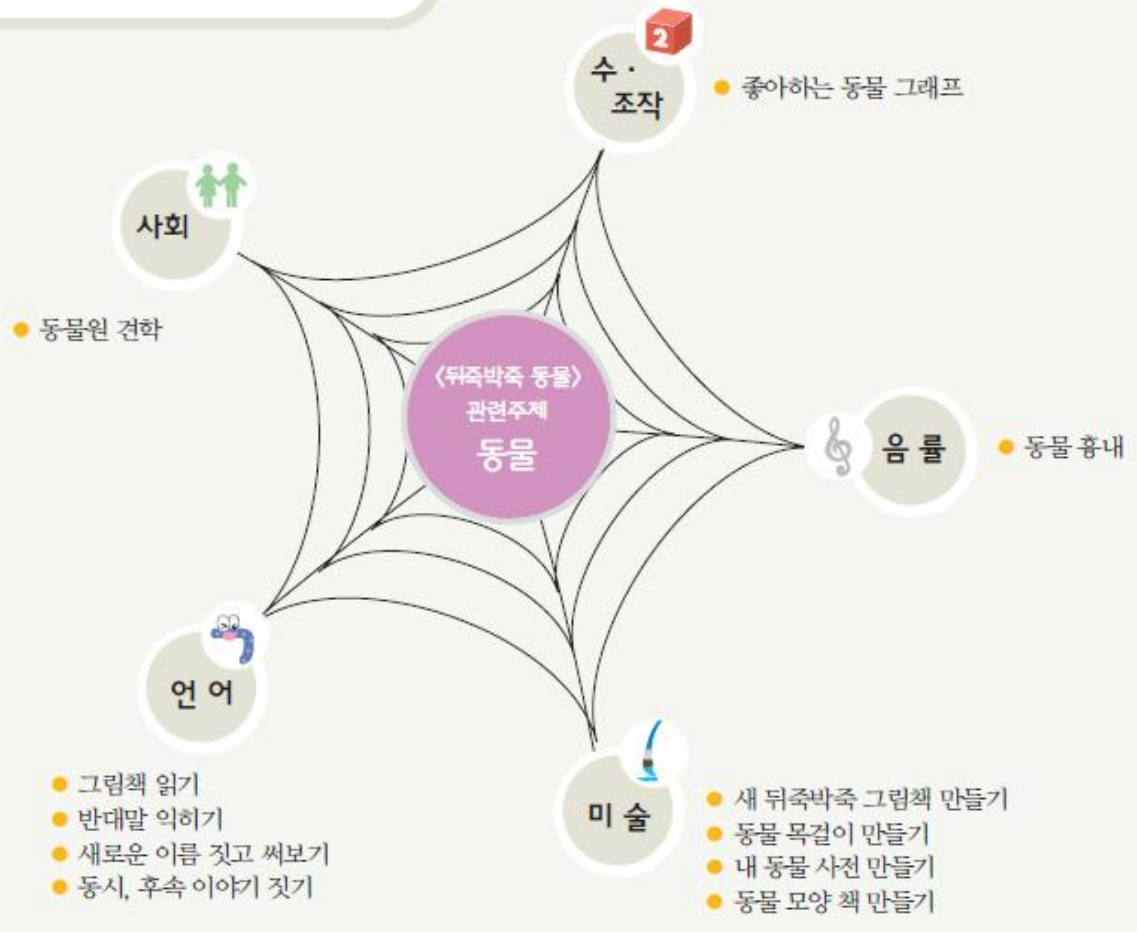 수 ·
조작
2
좋아하는 동물 그래프
사회
동물원 견학
〈뒤죽박죽 동물〉
관련주제
동물
음 률
동물 흉내
언 어
그림책 읽기
반대말 익히기
새로운 이름 짓고 써보기
동시, 후속 이야기 짓기
미 술
새 뒤죽박죽 그림책 만들기
동물 목걸이 만들기
내 동물 사전 만들기
동물 모양 책 만들기